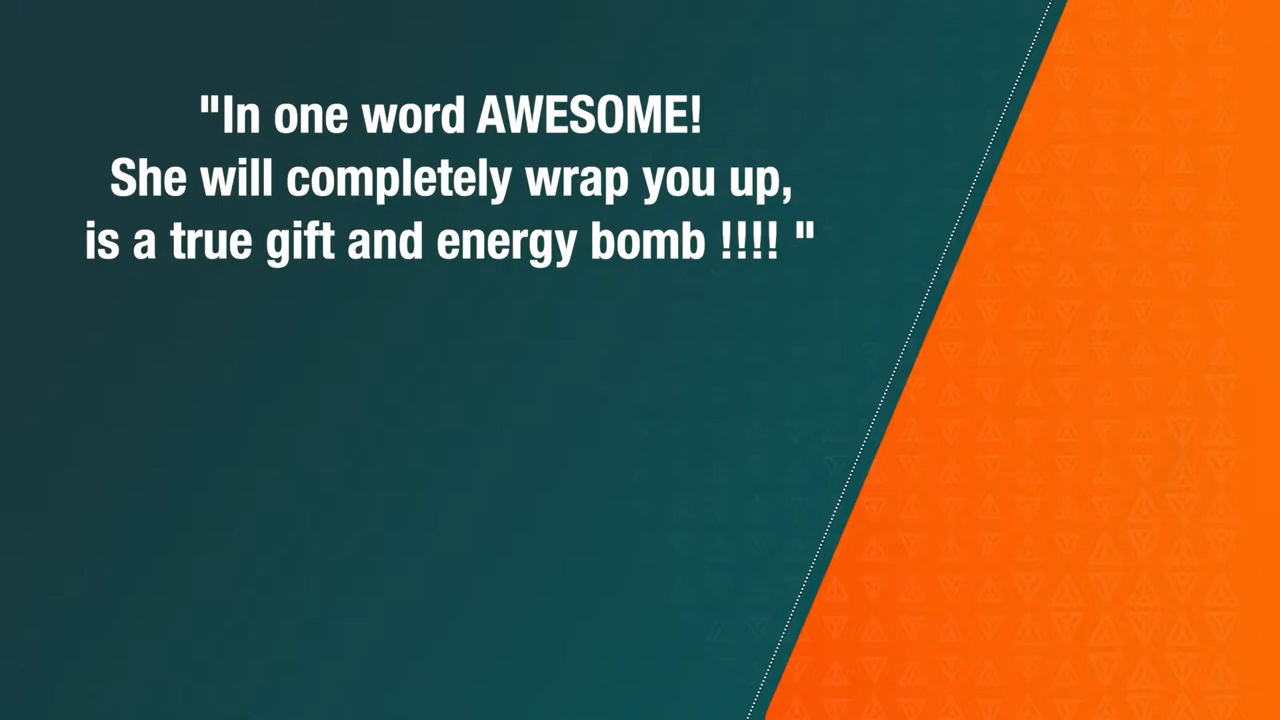 "In one word AWESOME!
She will completely wrap you up,
is a true gift and energy bomb !!!! "